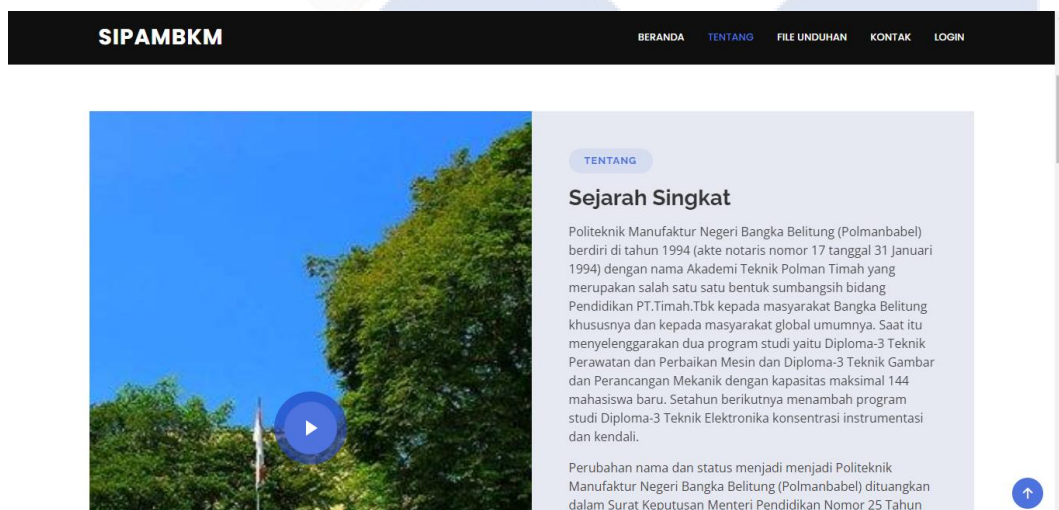 SIPAMBKM
BERANDA TENTANG FILE UNDUHAN KONTAK LOGIN
TENTANG
Sejarah Singkat
Politeknik Manufaktur Negeri Bangka Belitung (Polmanbabel)
berdiri di tahun 1994 (akte notaris nomor 17 tanggal 31 Januari
1994) dengan nama Akademi Teknik Polman Timah yang
merupakan salah satu satu bentuk sumbangsih bidang
Pendidikan PT.Timah.Tbk kepada masyarakat Bangka Belitung
khususnya dan kepada masyarakat global umumnya. Saat itu
menyelenggarakan dua program studi yaitu Diploma-3 Teknik
Perawatan dan Perbaikan Mesin dan Diploma-3 Teknik Gambar
dan Perancangan Mekanik dengan kapasitas maksimal 144
mahasiswa baru. Setahun berikutnya menambah program
studi Diploma-3 Teknik Elektronika konsentrasi instrumentasi
dan kendali.
Perubahan nama dan status menjadi menjadi Politeknik
Manufaktur Negeri Bangka Belitung (Polmanbabel) dituangkan
dalam Surat Keputusan Menteri Pendidikan Nomor 25 Tahun